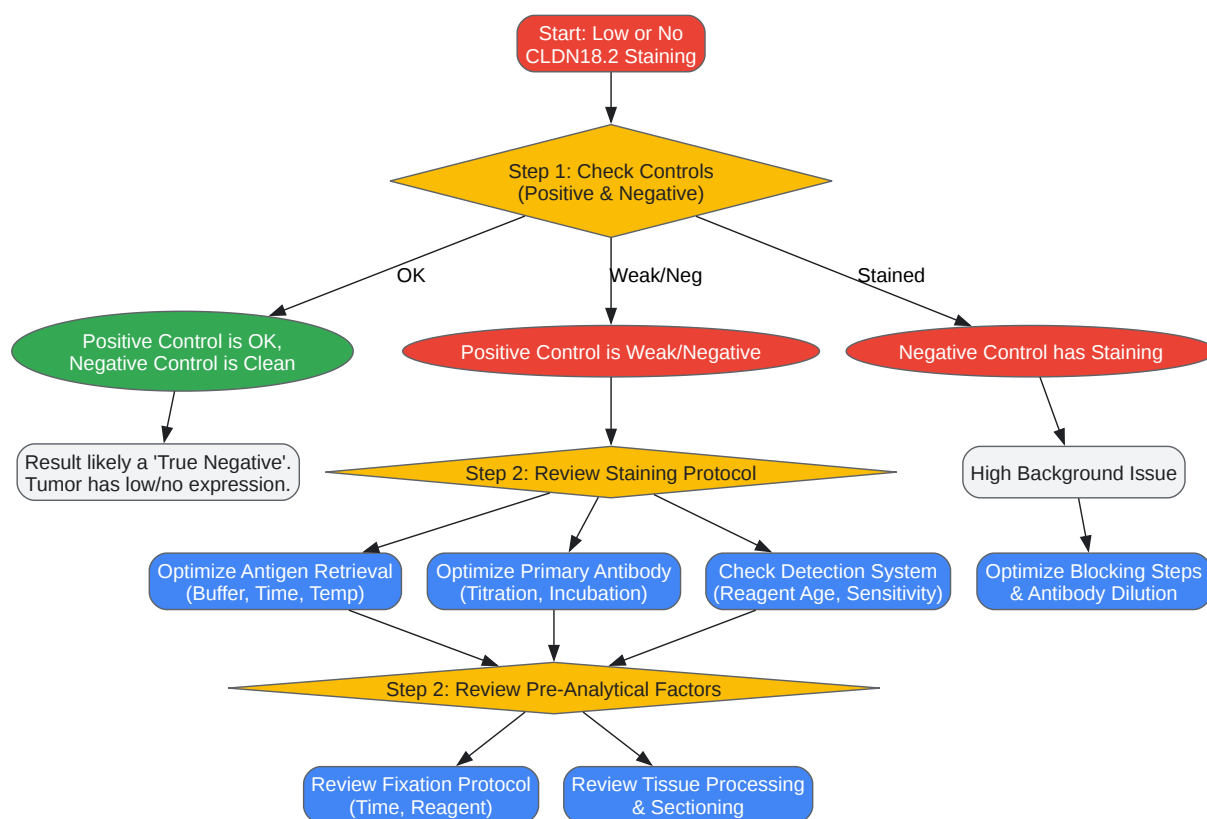 Start: Low or No
CLDN18.2 Staining
Step 1: Check Controls
(Positive & Negative)
OK
Weak/Neg
Stained
Positive Control is OK,
Negative Control is Clean
Positive Control is Weak/Negative
Negative Control has Staining
Result likely a 'True Negative'.
Tumor has low/no expression.
Step 2: Review Staining Protocol
High Background Issue
Optimize Antigen Retrieval
(Buffer, Time, Temp)
Optimize Primary Antibody
(Titration, Incubation)
Check Detection System
(Reagent Age, Sensitivity)
Optimize Blocking Steps
& Antibody Dilution
Step 2: Review Pre-Analytical Factors
Review Fixation Protocol
(Time, Reagent)
Review Tissue Processing
& Sectioning